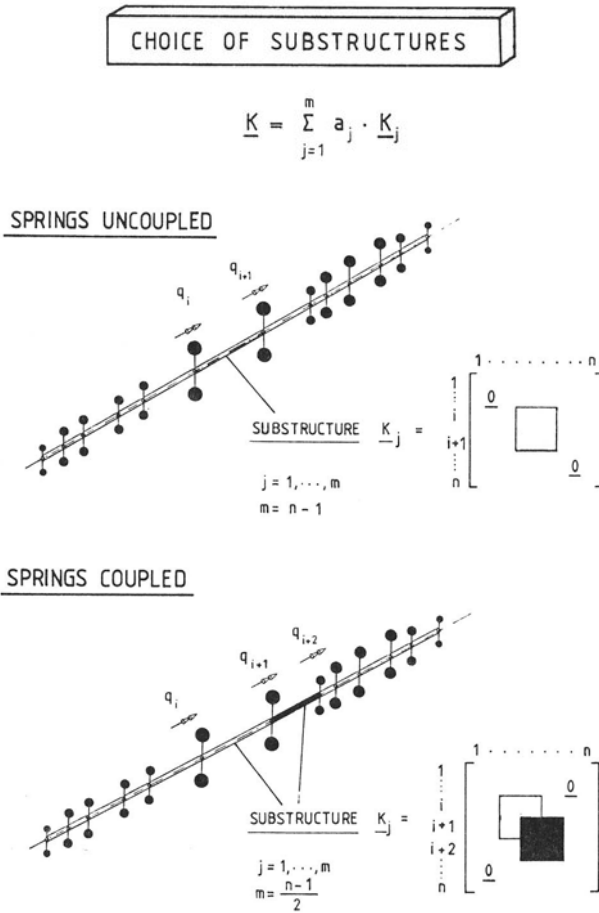 CHOICE OF SUBSTRUCTURES
m
K = Σ a_j · K_j
j=1
SPRINGS UNCOUPLED
q_i
q_i+1
1 · · · · · · · n
SUBSTRUCTURE K_j =
1
⋮
i
i+1
⋮
n
0
0
j = 1, ···, m
m = n - 1
SPRINGS COUPLED
q_i
q_i+1
q_i+2
1 · · · · · · · n
SUBSTRUCTURE K_j =
1
⋮
i
i+1
i+2
⋮
n
0
0
j = 1, ···, m
m = n-1
2